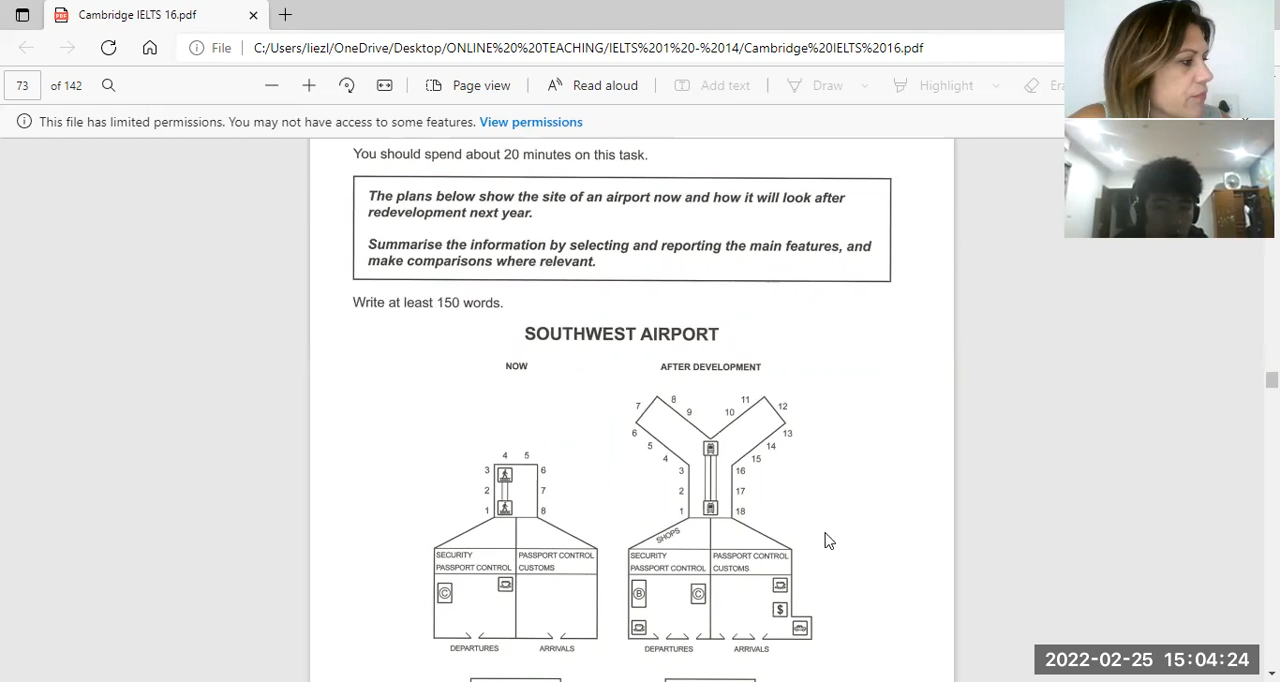 Cambridge IELTS 16.pdf
File
C:/Users/liezl/OneDrive/Desktop/ONLINE%20%20TEACHING/IELTS%201%20-%2014/Cambridge%20IELTS%2016.pdf
73 of 142
Page view
Read aloud
Add text
Draw
Highlight
Era
This file has limited permissions. You may not have access to some features. View permissions
You should spend about 20 minutes on this task.
The plans below show the site of an airport now and how it will look after
redevelopment next year.
Summarise the information by selecting and reporting the main features, and
make comparisons where relevant.
Write at least 150 words.
SOUTHWEST AIRPORT
NOW
4 5
3 6
2 7
1 8
SECURITY
PASSPORT CONTROL
PASSPORT CONTROL
CUSTOMS
C
DEPARTURES
ARRIVALS
AFTER DEVELOPMENT
7 8 11 12
9 10
6 13
5 14
4 15
3 16
2 17
1 18
SHOPS
SECURITY
PASSPORT CONTROL
PASSPORT CONTROL
CUSTOMS
B
C
$
DEPARTURES
ARRIVALS
2022-02-25 15:04:24